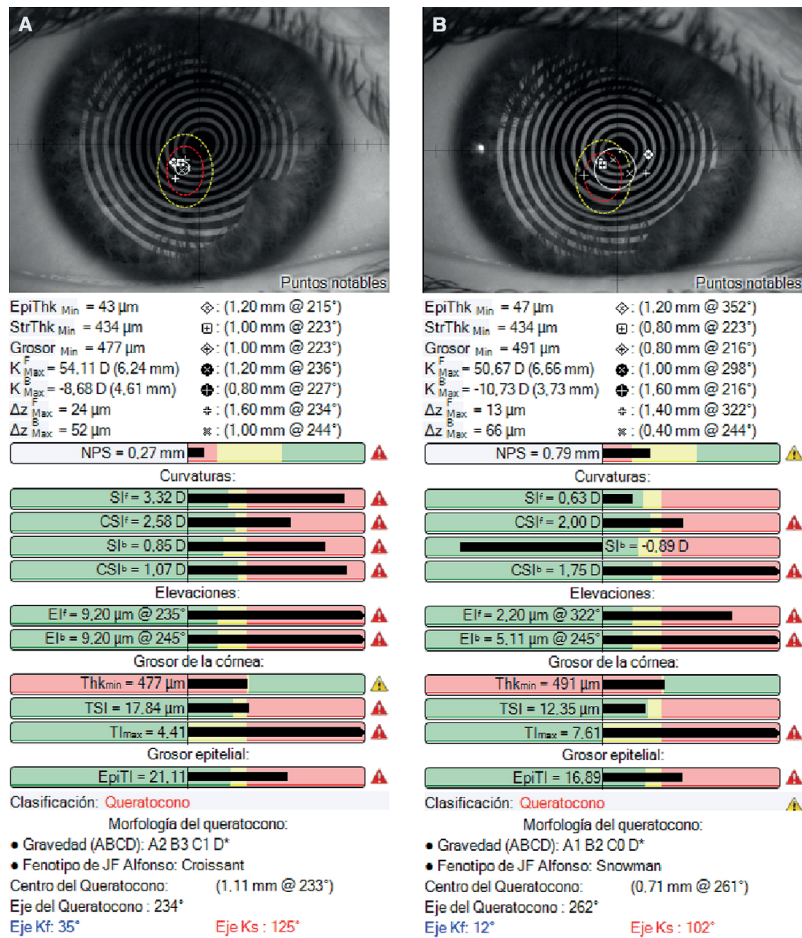 A
Puntos notables
EpiThk Min = 43 µm : (1,20 mm @ 215°)
StrThk Min = 434 µm : (1,00 mm @ 223°)
Grosor Min = 477 µm : (1,00 mm @ 223°)
K F Max = 54,11 D (6,24 mm) : (1,20 mm @ 236°)
K B Max = -8,68 D (4,61 mm) : (0,80 mm @ 227°)
Δz F Max = 24 µm : (1,60 mm @ 234°)
Δz B Max = 52 µm : (1,00 mm @ 244°)
NPS = 0,27 mm
Curvaturas:
SIf = 3,32 D
CSIf = 2,58 D
SIb = 0,85 D
CSIb = 1,07 D
Elevaciones:
EIf = 9,20 µm @ 235°
EIb = 9,20 µm @ 245°
Grosor de la córnea:
Thkmin = 477 µm
TSI = 17,84 µm
TImax = 4,41
Grosor epitelial:
EpiTI = 21,11
Clasificación: Queratocono
Morfología del queratocono:
● Gravedad (ABCD): A2 B3 C1 D*
● Fenotipo de JF Alfonso: Croissant
Centro del Queratocono: (1.11 mm @ 233°)
Eje del Queratocono : 234°
Eje Kf: 35° Eje Ks : 125°
B
Puntos notables
EpiThk Min = 47 µm : (1,20 mm @ 352°)
StrThk Min = 434 µm : (0,80 mm @ 223°)
Grosor Min = 491 µm : (0,80 mm @ 216°)
K F Max = 50,67 D (6,66 mm) : (1,00 mm @ 298°)
K B Max = -10,73 D (3,73 mm) : (1,60 mm @ 216°)
Δz F Max = 13 µm : (1,40 mm @ 322°)
Δz B Max = 66 µm : (0,40 mm @ 244°)
NPS = 0,79 mm
Curvaturas:
SIf = 0,63 D
CSIf = 2,00 D
SIb = -0,89 D
CSIb = 1,75 D
Elevaciones:
EIf = 2,20 µm @ 322°
EIb = 5,11 µm @ 245°
Grosor de la córnea:
Thkmin = 491 µm
TSI = 12,35 µm
TImax = 7,61
Grosor epitelial:
EpiTI = 16,89
Clasificación: Queratocono
Morfología del queratocono:
● Gravedad (ABCD): A1 B2 C0 D*
● Fenotipo de JF Alfonso: Snowman
Centro del Queratocono: (0,71 mm @ 261°)
Eje del Queratocono : 262°
Eje Kf: 12° Eje Ks : 102°